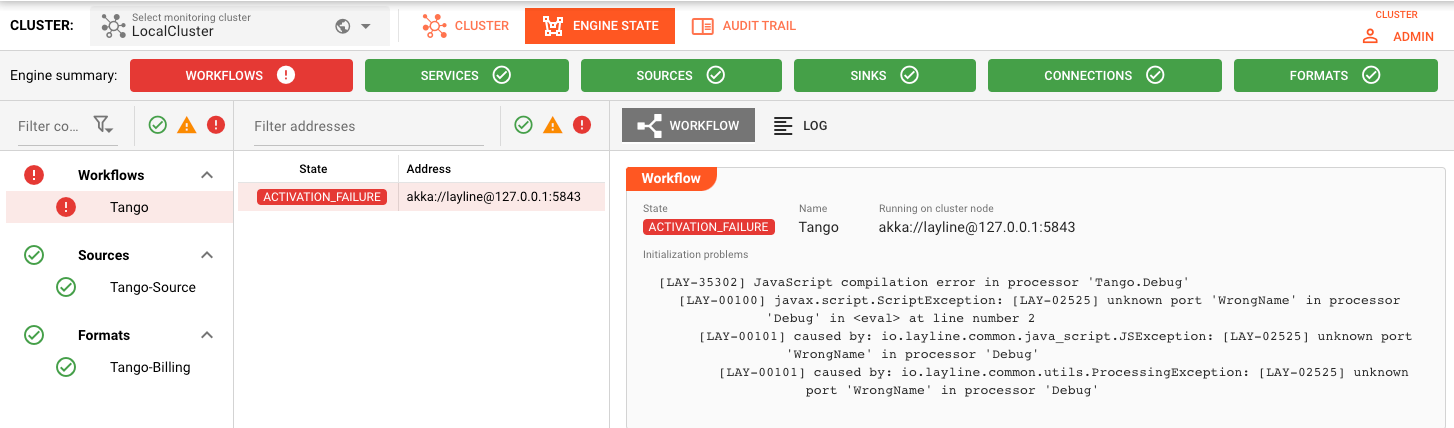 CLUSTER:
Select monitoring cluster
LocalCluster
CLUSTER
ENGINE STATE
AUDIT TRAIL
CLUSTER
ADMIN
Engine summary:
WORKFLOWS
SERVICES
SOURCES
SINKS
CONNECTIONS
FORMATS
Filter co...
Filter addresses
WORKFLOW
LOG
Workflows
Tango
Sources
Tango-Source
Formats
Tango-Billing
State Address
ACTIVATION_FAILURE akka://layline@127.0.0.1:5843
Workflow
State Name Running on cluster node
ACTIVATION_FAILURE Tango akka://layline@127.0.0.1:5843
Initialization problems
[LAY-35302] JavaScript compilation error in processor 'Tango.Debug'
[LAY-00100] javax.script.ScriptException: [LAY-02525] unknown port 'WrongName' in processor
'Debug' in <eval> at line number 2
[LAY-00101] caused by: io.layline.common.java_script.JSException: [LAY-02525] unknown port
'WrongName' in processor 'Debug'
[LAY-00101] caused by: io.layline.common.utils.ProcessingException: [LAY-02525] unknown
port 'WrongName' in processor 'Debug'